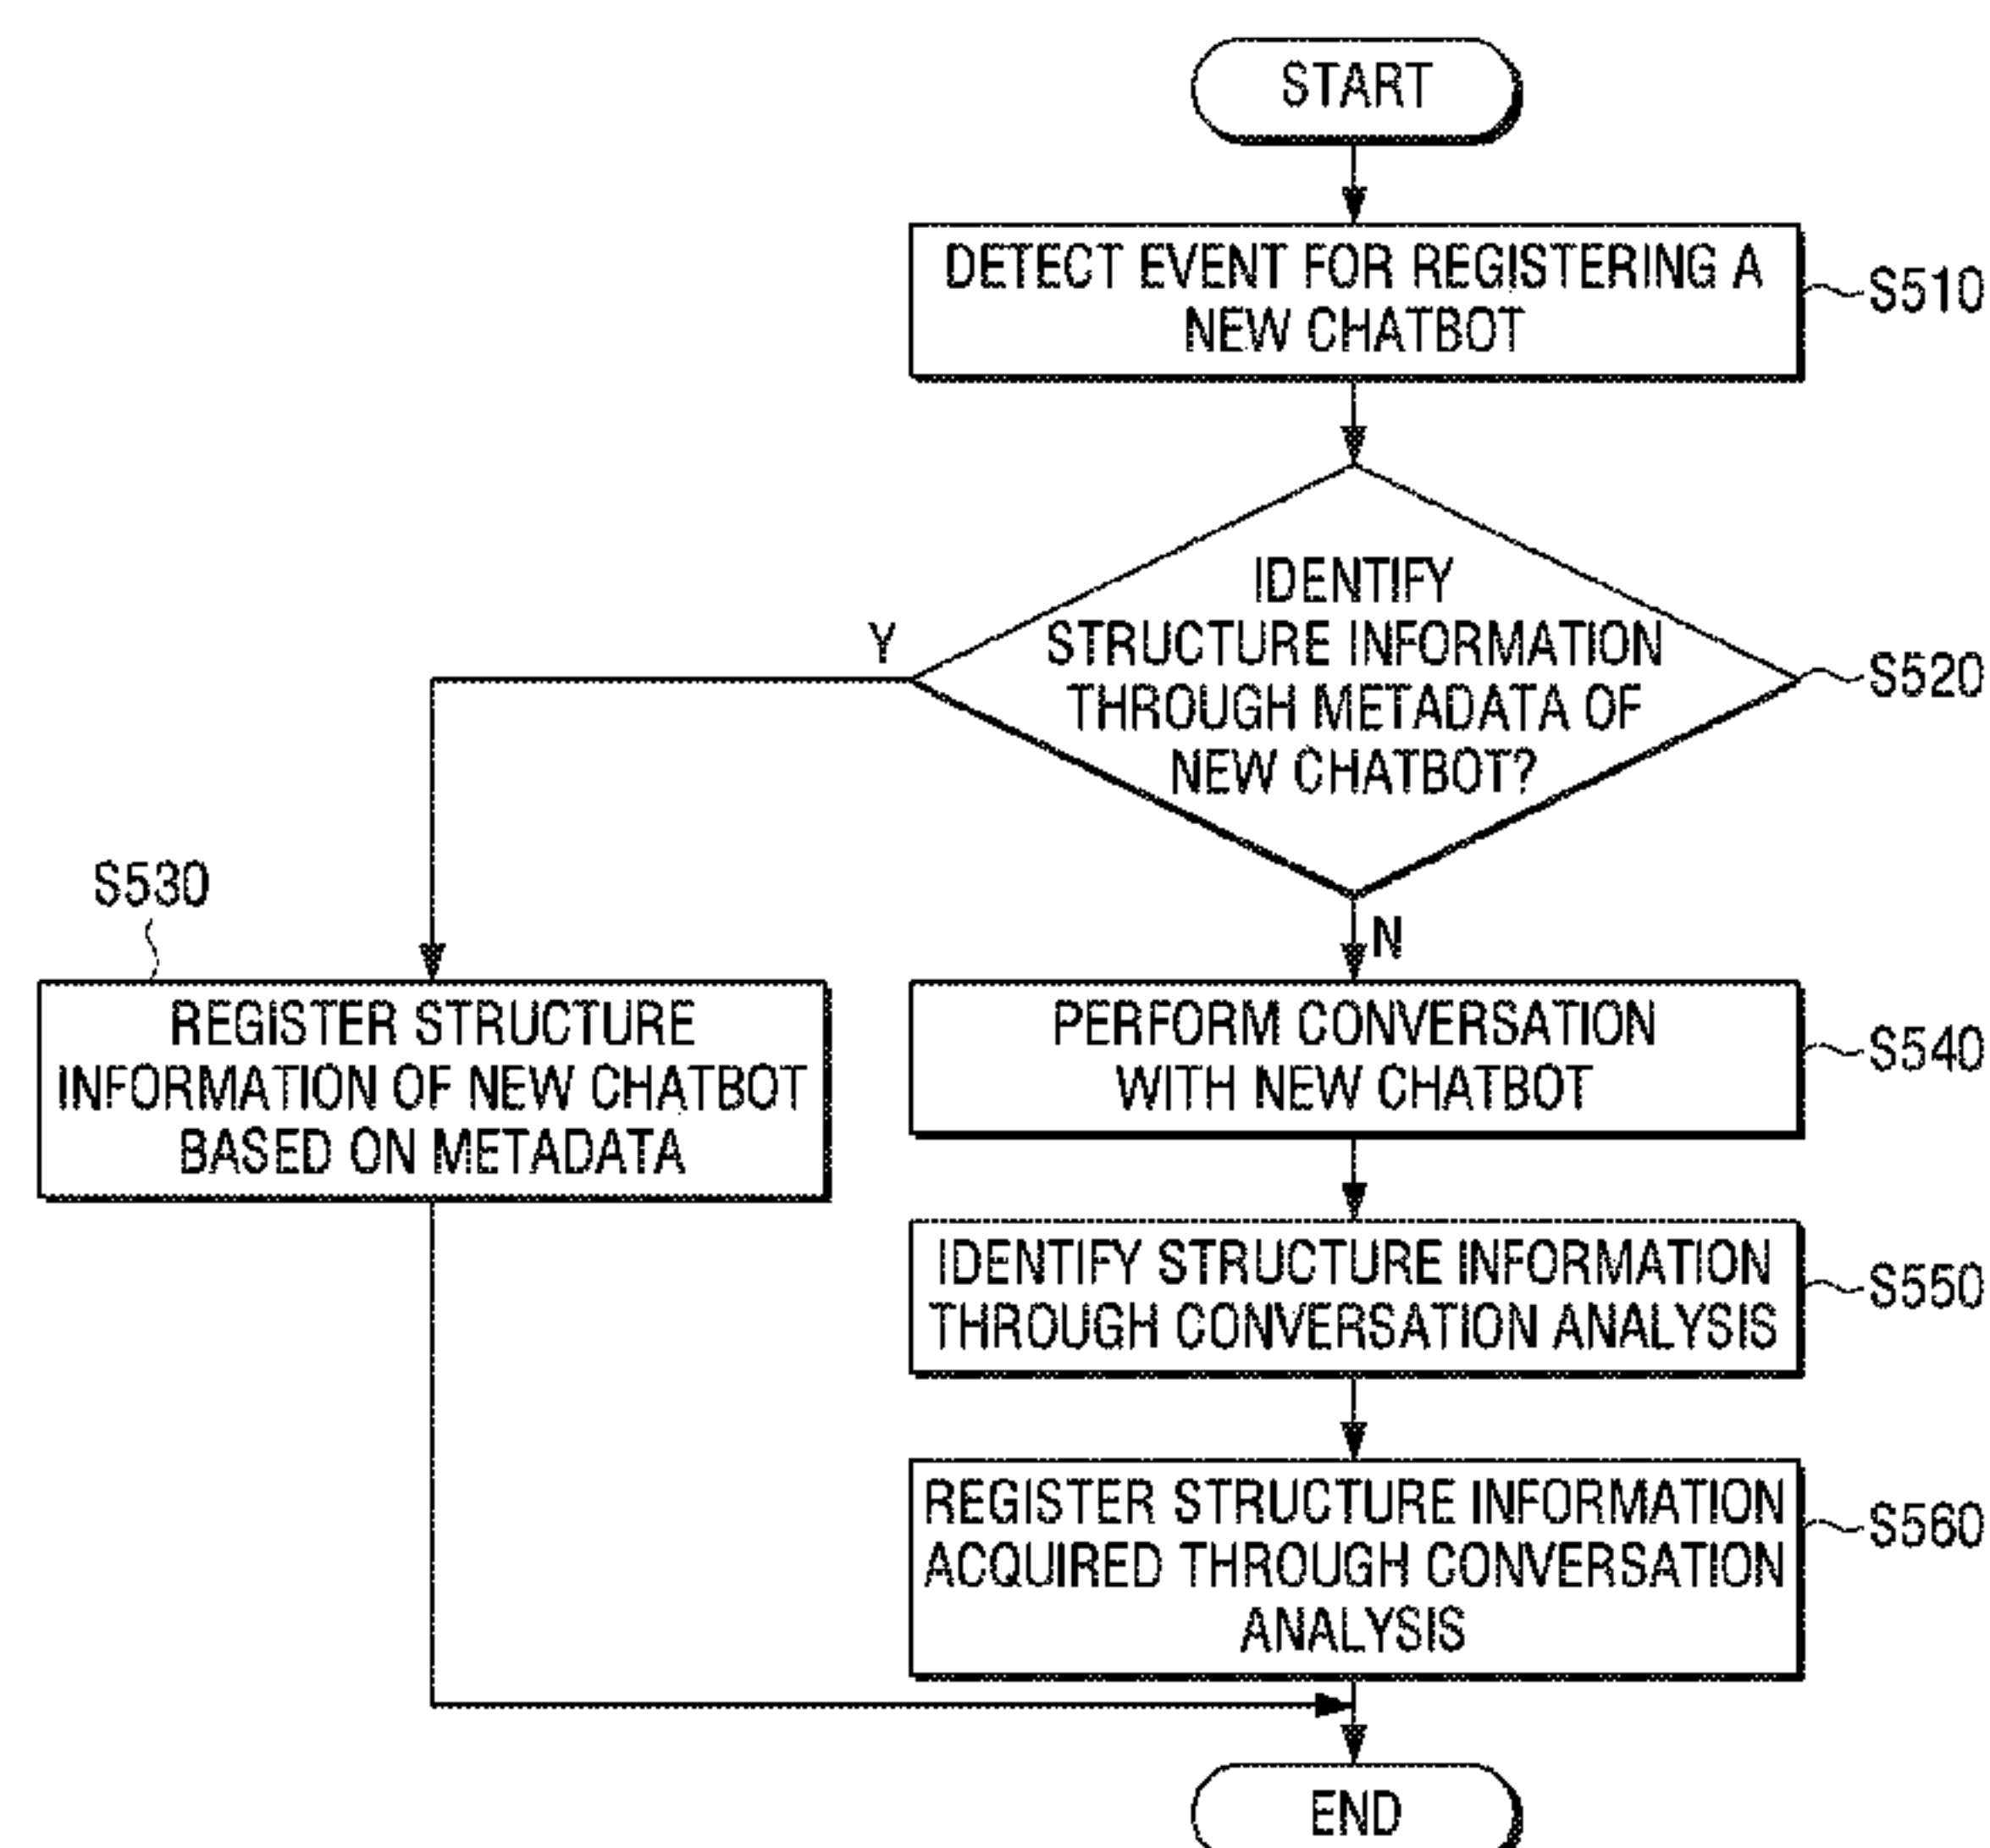 START
DETECT EVENT FOR REGISTERING A
NEW CHATBOT
S510
IDENTIFY
STRUCTURE INFORMATION
THROUGH METADATA OF
NEW CHATBOT?
S520
Y
N
S530
REGISTER STRUCTURE
INFORMATION OF NEW CHATBOT
BASED ON METADATA
PERFORM CONVERSATION
WITH NEW CHATBOT
S540
IDENTIFY STRUCTURE INFORMATION
THROUGH CONVERSATION ANALYSIS
S550
REGISTER STRUCTURE INFORMATION
ACQUIRED THROUGH CONVERSATION
ANALYSIS
S560
END